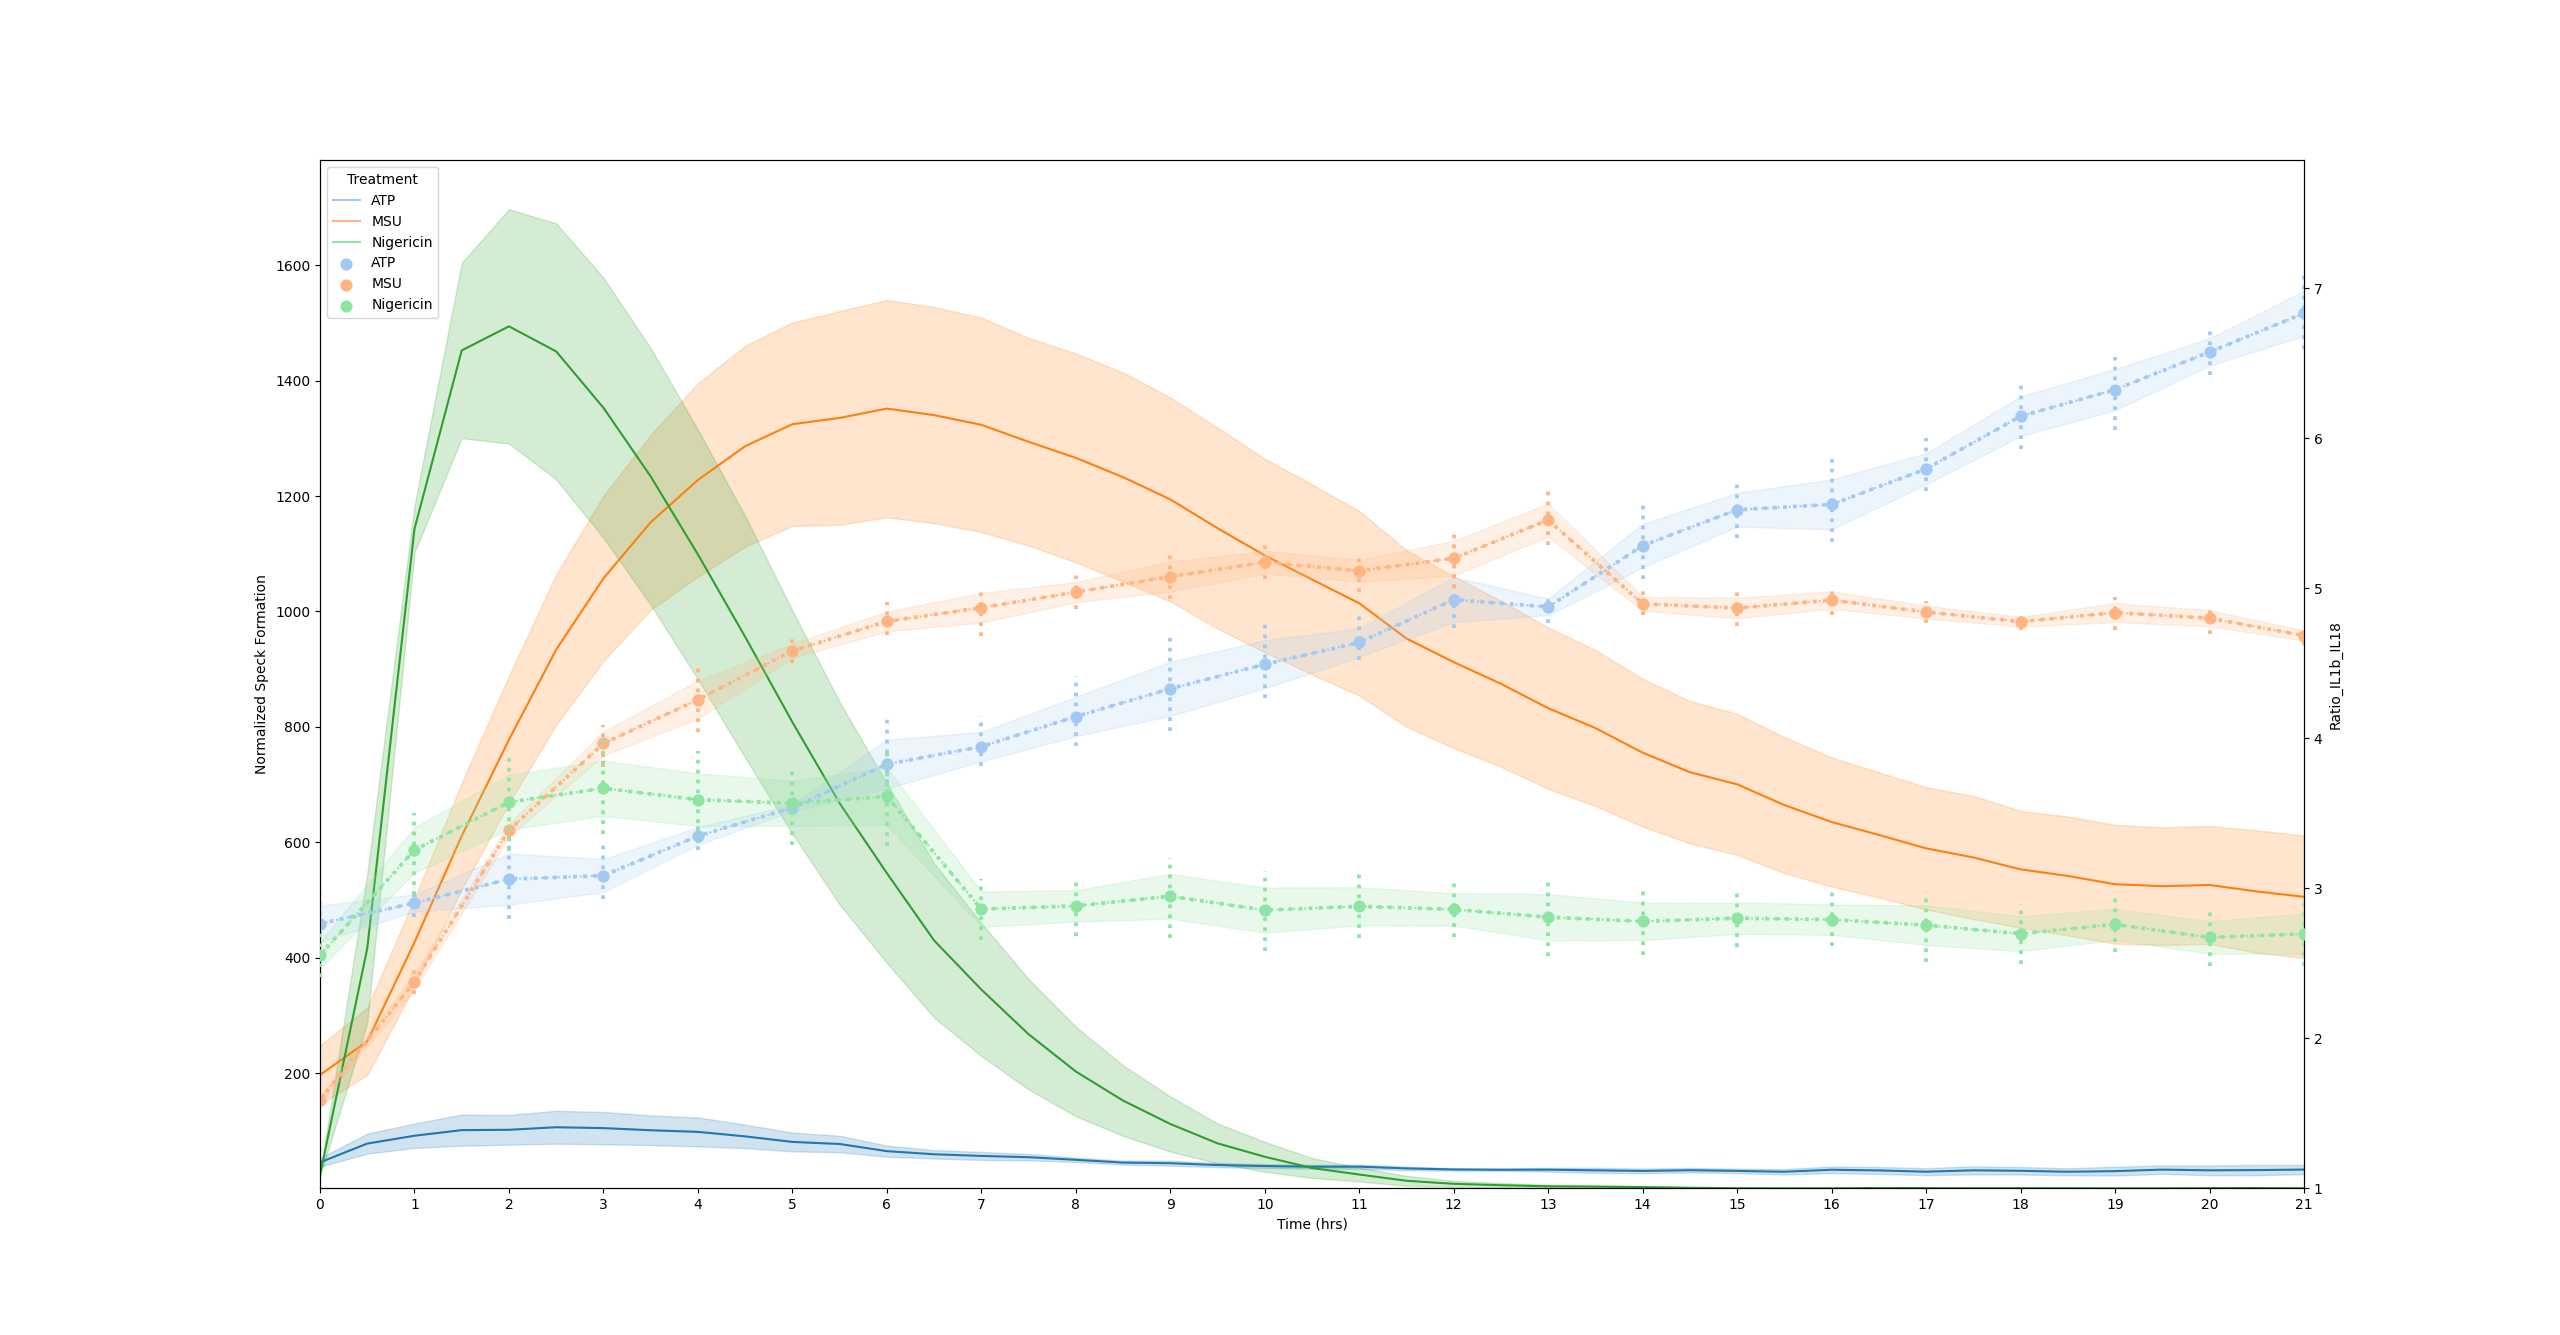 Treatment
ATP
MSU
Nigericin
ATP
MSU
Nigericin
1600
1400
1200
1000
800
600
400
200
Normalized Speck Formation
7
6
5
4
3
2
1
Ratio_IL1b_IL18
0 1 2 3 4 5 6 7 8 9 10 11 12 13 14 15 16 17 18 19 20 21
Time (hrs)